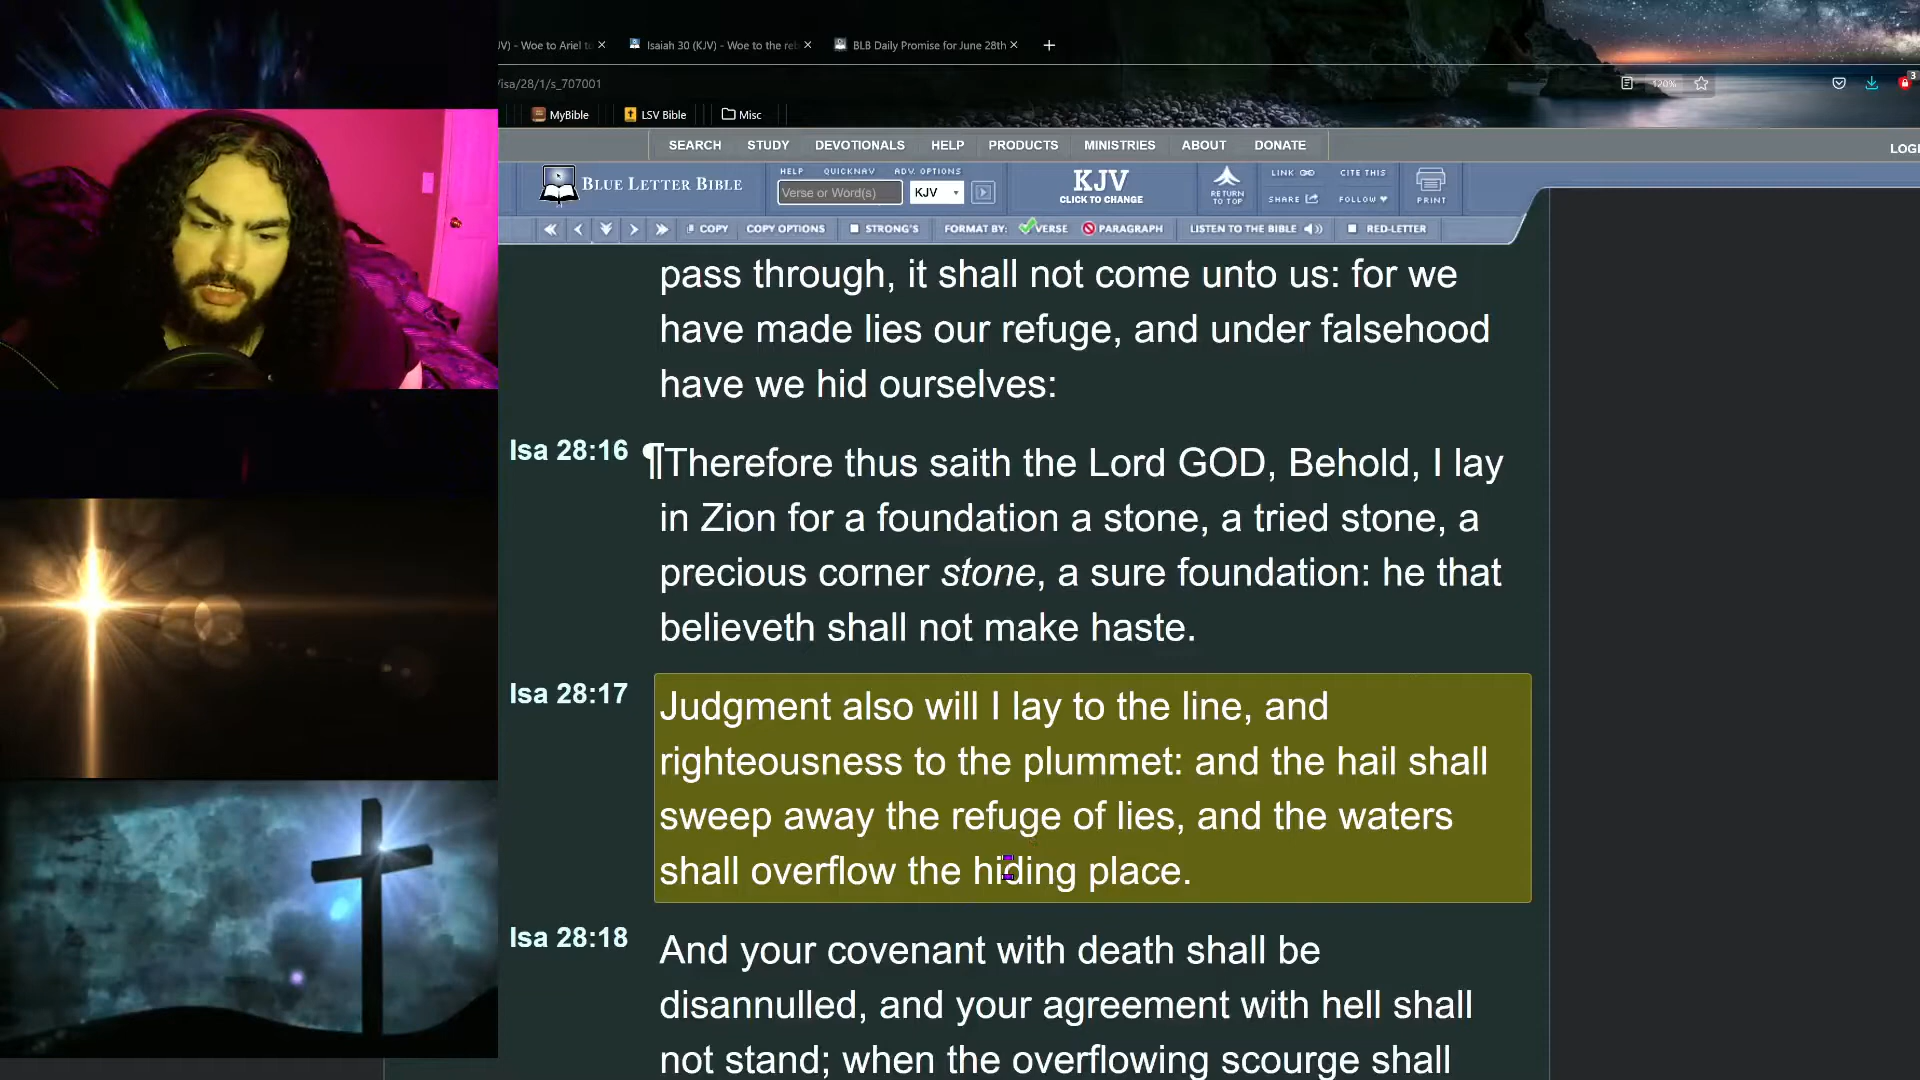 V) - Woe to Ariel t
Isaiah 30 (KJV) - Woe to the re
BLB Daily Promise for June 28th
/isa/28/1/s_707001
120%
3
MyBible
LSV Bible
Misc
SEARCH
STUDY
DEVOTIONALS
HELP
PRODUCTS
MINISTRIES
ABOUT
DONATE
LOGI
BLUE LETTER BIBLE
HELP
QUICKNAV
ADV. OPTIONS
Verse or Word(s)
KJV
KJV
CLICK TO CHANGE
RETURN
TO TOP
LINK
CITE THIS
SHARE
FOLLOW
PRINT
COPY
COPY OPTIONS
STRONG'S
FORMAT BY:
VERSE
PARAGRAPH
LISTEN TO THE BIBLE
RED-LETTER
pass through, it shall not come unto us: for we
have made lies our refuge, and under falsehood
have we hid ourselves:
Isa 28:16
¶Therefore thus saith the Lord GOD, Behold, I lay
in Zion for a foundation a stone, a tried stone, a
precious corner stone, a sure foundation: he that
believeth shall not make haste.
Isa 28:17
Judgment also will I lay to the line, and
righteousness to the plummet: and the hail shall
sweep away the refuge of lies, and the waters
shall overflow the hiding place.
Isa 28:18
And your covenant with death shall be
disannulled, and your agreement with hell shall
not stand; when the overflowing scourge shall